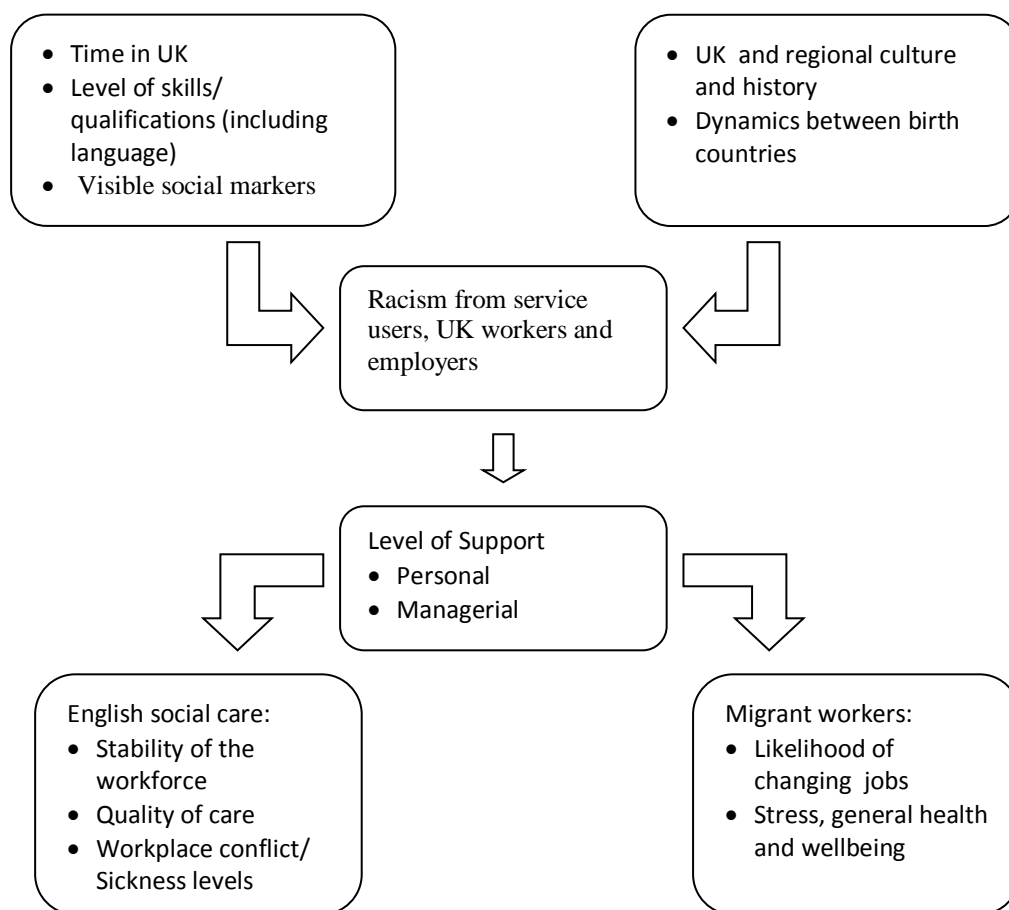 • Time in UK
• Level of skills/
qualifications (including
language)
• Visible social markers
• UK and regional culture
and history
• Dynamics between birth
countries
Racism from service
users, UK workers and
employers
Level of Support
• Personal
• Managerial
English social care:
• Stability of the
workforce
• Quality of care
• Workplace conflict/
Sickness levels
Migrant workers:
• Likelihood of
changing jobs
• Stress, general health
and wellbeing